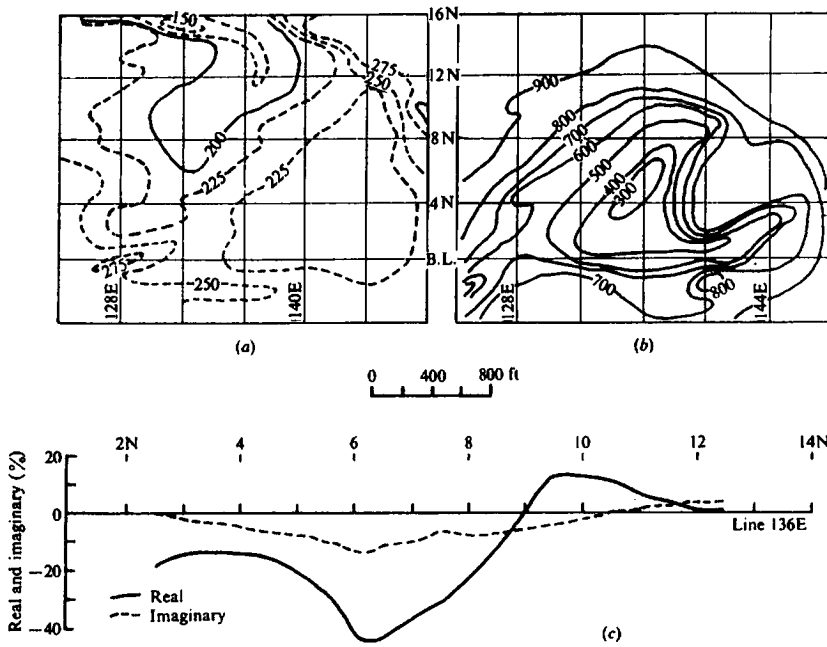 150
275
250
200
225
225
275
250
128E
140E
(a)
16N
12N
8N
4N
B.L.
900
800
700
600
500
400
300
700
800
128E
144E
(b)
0 400 800 ft
2N 4 6 8 10 12 14N
Real and imaginary (%)
20
0
−20
−40
Line 136E
Real
Imaginary
(c)